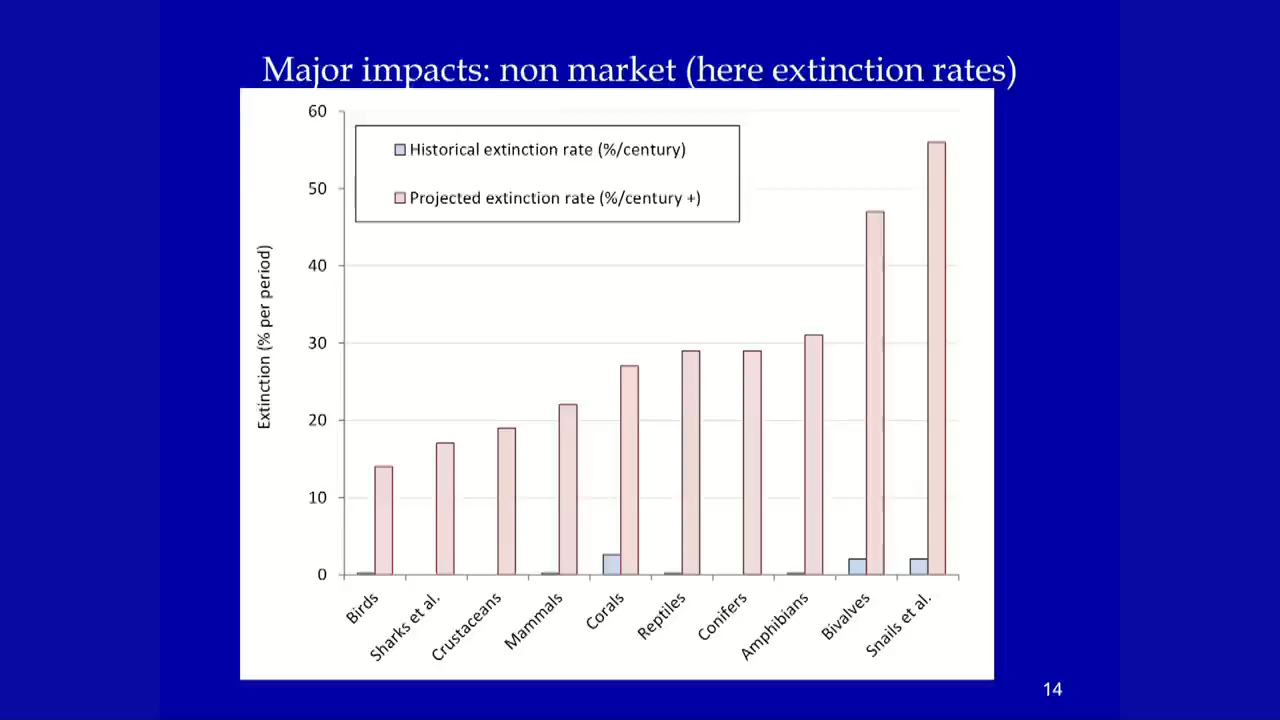 Major impacts: non market (here extinction rates)
60
50
40
30
20
10
0
Extinction (% per period)
Historical extinction rate (%/century)
Projected extinction rate (%/century +)
Birds
Sharks et al.
Crustaceans
Mammals
Corals
Reptiles
Conifers
Amphibians
Bivalves
Snails et al.
14